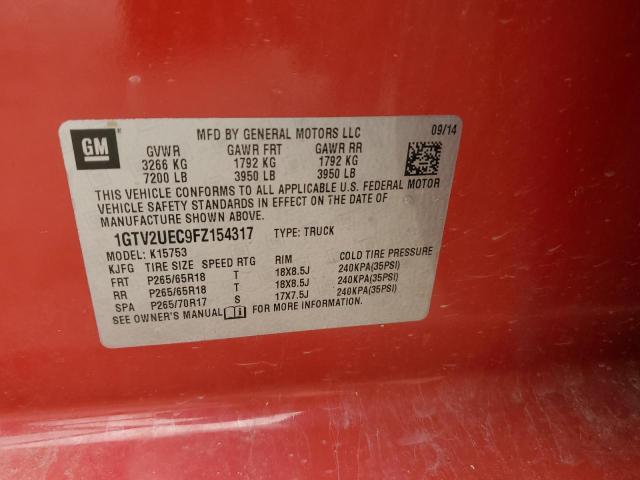 GM
MFD BY GENERAL MOTORS LLC 09/14
GVWR GAWR FRT GAWR RR
3266 KG 1792 KG 1792 KG
7200 LB 3950 LB 3950 LB
THIS VEHICLE CONFORMS TO ALL APPLICABLE U.S. FEDERAL MOTOR
VEHICLE SAFETY STANDARDS IN EFFECT ON THE DATE OF
MANUFACTURE SHOWN ABOVE.
1GTV2UEC9FZ154317 TYPE: TRUCK
MODEL: K15753
KJFG TIRE SIZE SPEED RTG RIM COLD TIRE PRESSURE
FRT P265/65R18 T 18X8.5J 240KPA(35PSI)
RR P265/65R18 T 18X8.5J 240KPA(35PSI)
SPA P265/70R17 S 17X7.5J 240KPA(35PSI)
SEE OWNER'S MANUAL FOR MORE INFORMATION.